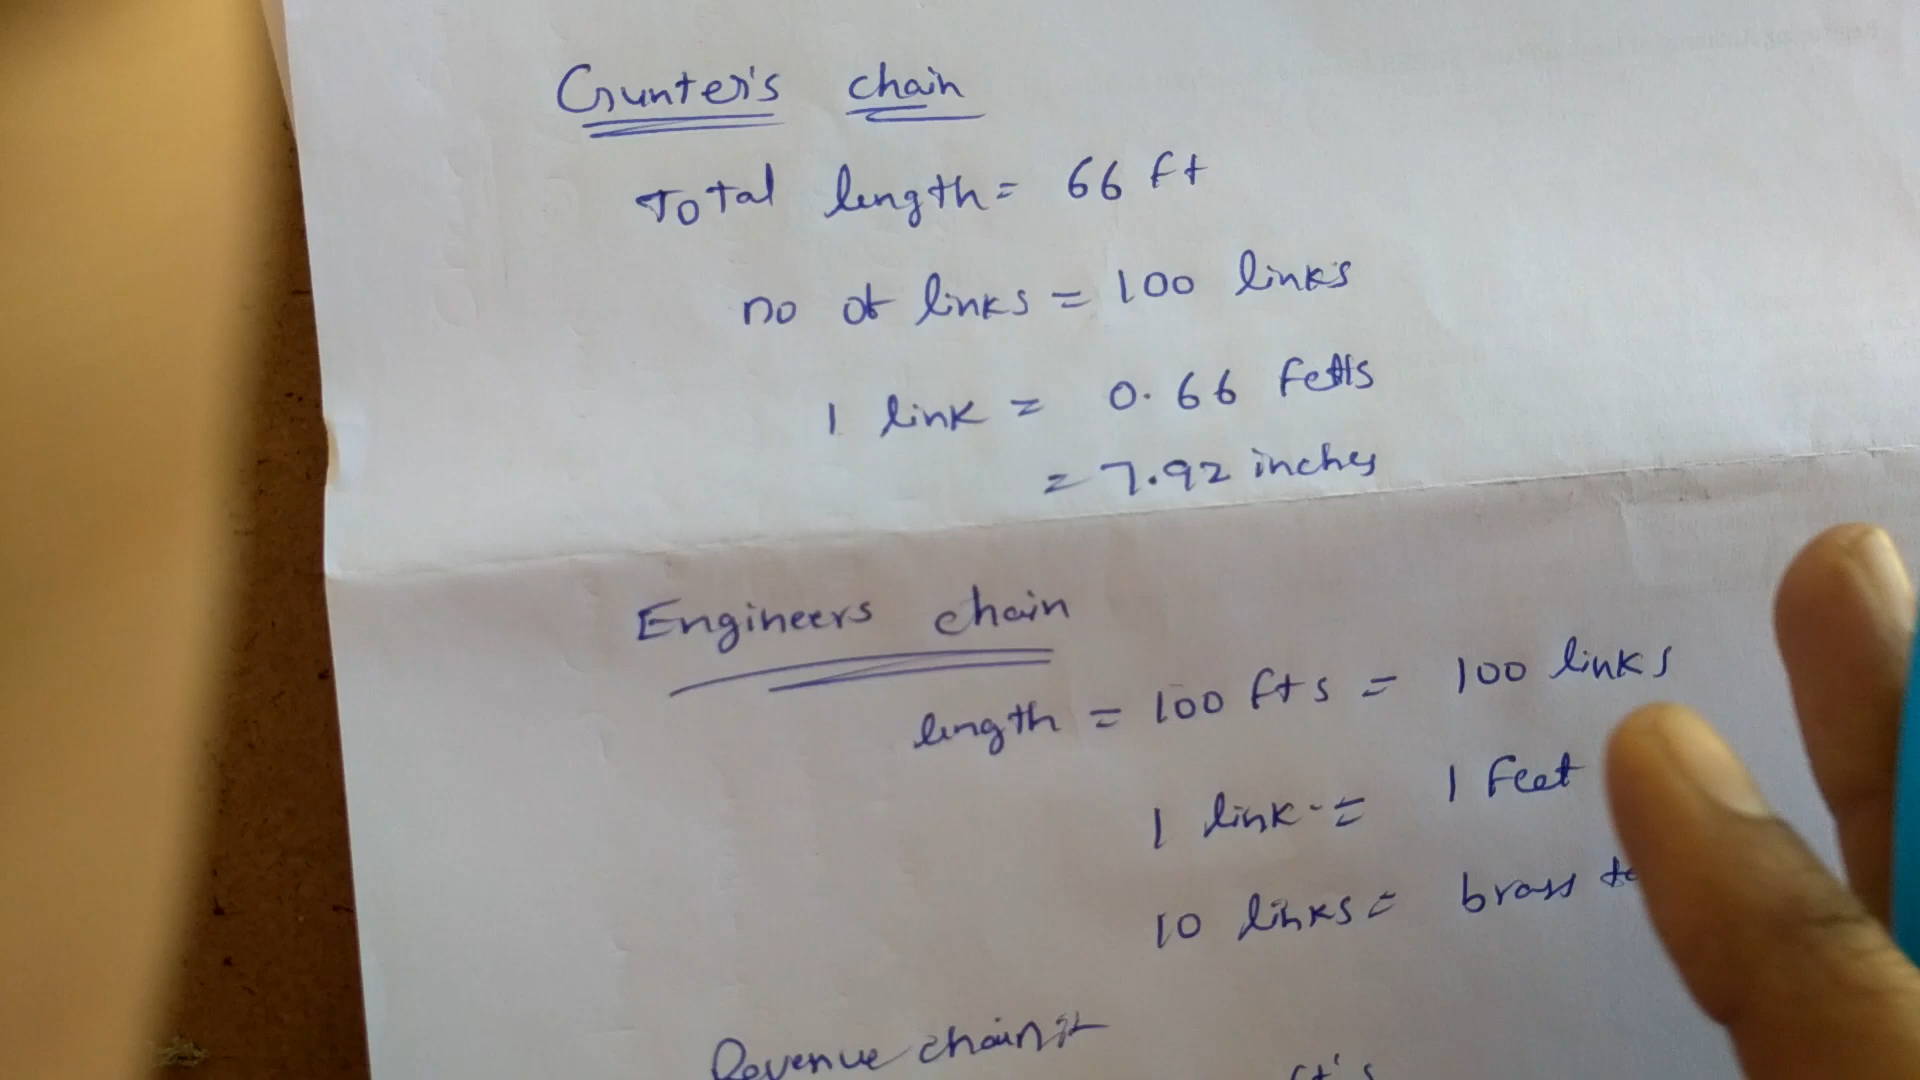 Gunter's chain
Total length = 66 ft
no of links = 100 links
1 link = 0.66
= 7.92 inches
Engineers chain
length = 100 fts = 100 links
1 link = 1 Feet
10 links = brass
Revenue chain
ft's